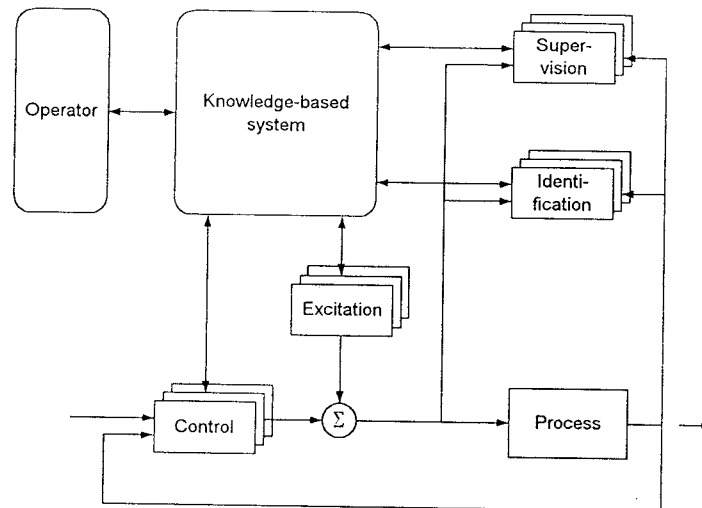 Operator
Knowledge-based
system
Super-
vision
Identi-
fication
Excitation
Control
Σ
Process